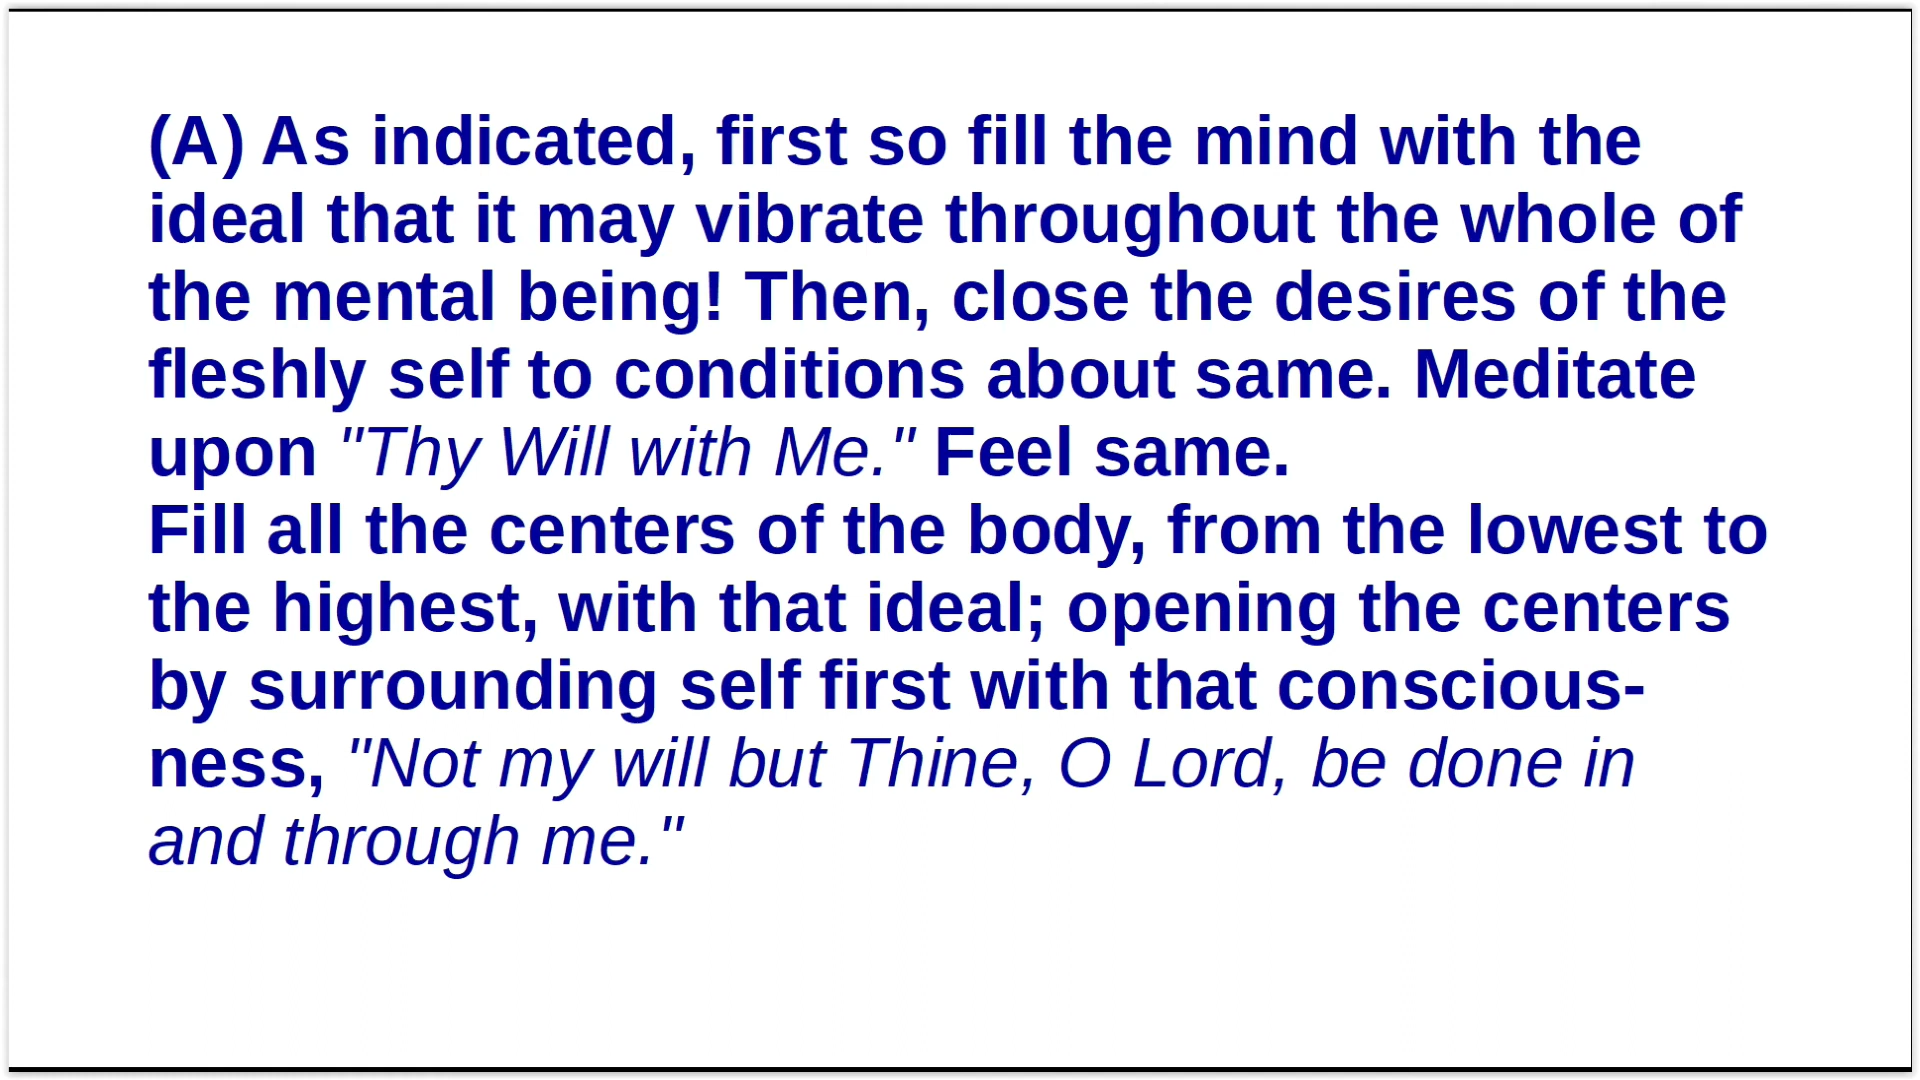 (A) As indicated, first so fill the mind with the
ideal that it may vibrate throughout the whole of
the mental being! Then, close the desires of the
fleshly self to conditions about same. Meditate
upon "Thy Will with Me." Feel same.
Fill all the centers of the body, from the lowest to
the highest, with that ideal; opening the centers
by surrounding self first with that conscious-
ness, "Not my will but Thine, O Lord, be done in
and through me."